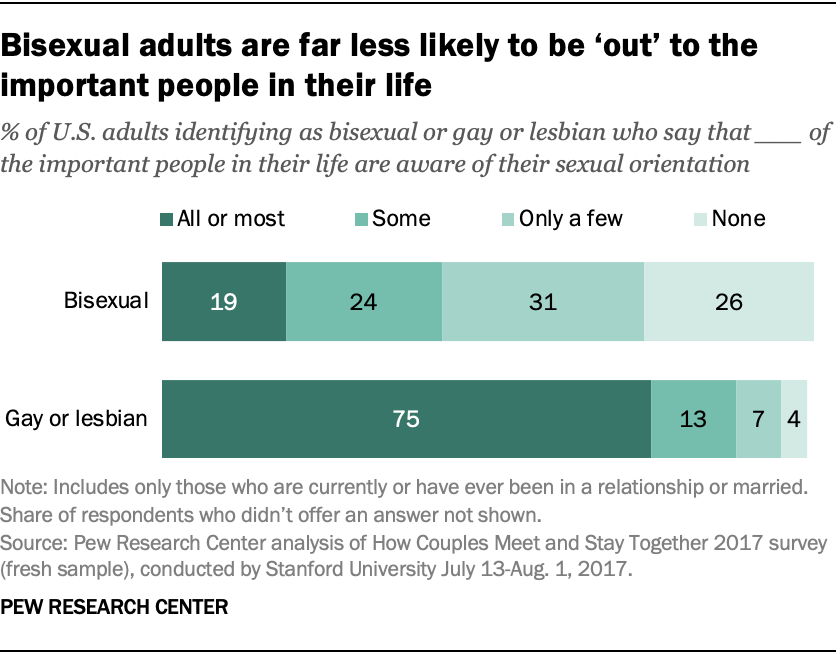 Bisexual adults are far less likely to be ‘out’ to the
important people in their life
% of U.S. adults identifying as bisexual or gay or lesbian who say that ____ of
the important people in their life are aware of their sexual orientation
All or most Some Only a few None
Bisexual 19 24 31 26
Gay or lesbian 75 13 7 4
Note: Includes only those who are currently or have ever been in a relationship or married.
Share of respondents who didn’t offer an answer not shown.
Source: Pew Research Center analysis of How Couples Meet and Stay Together 2017 survey
(fresh sample), conducted by Stanford University July 13-Aug. 1, 2017.
PEW RESEARCH CENTER